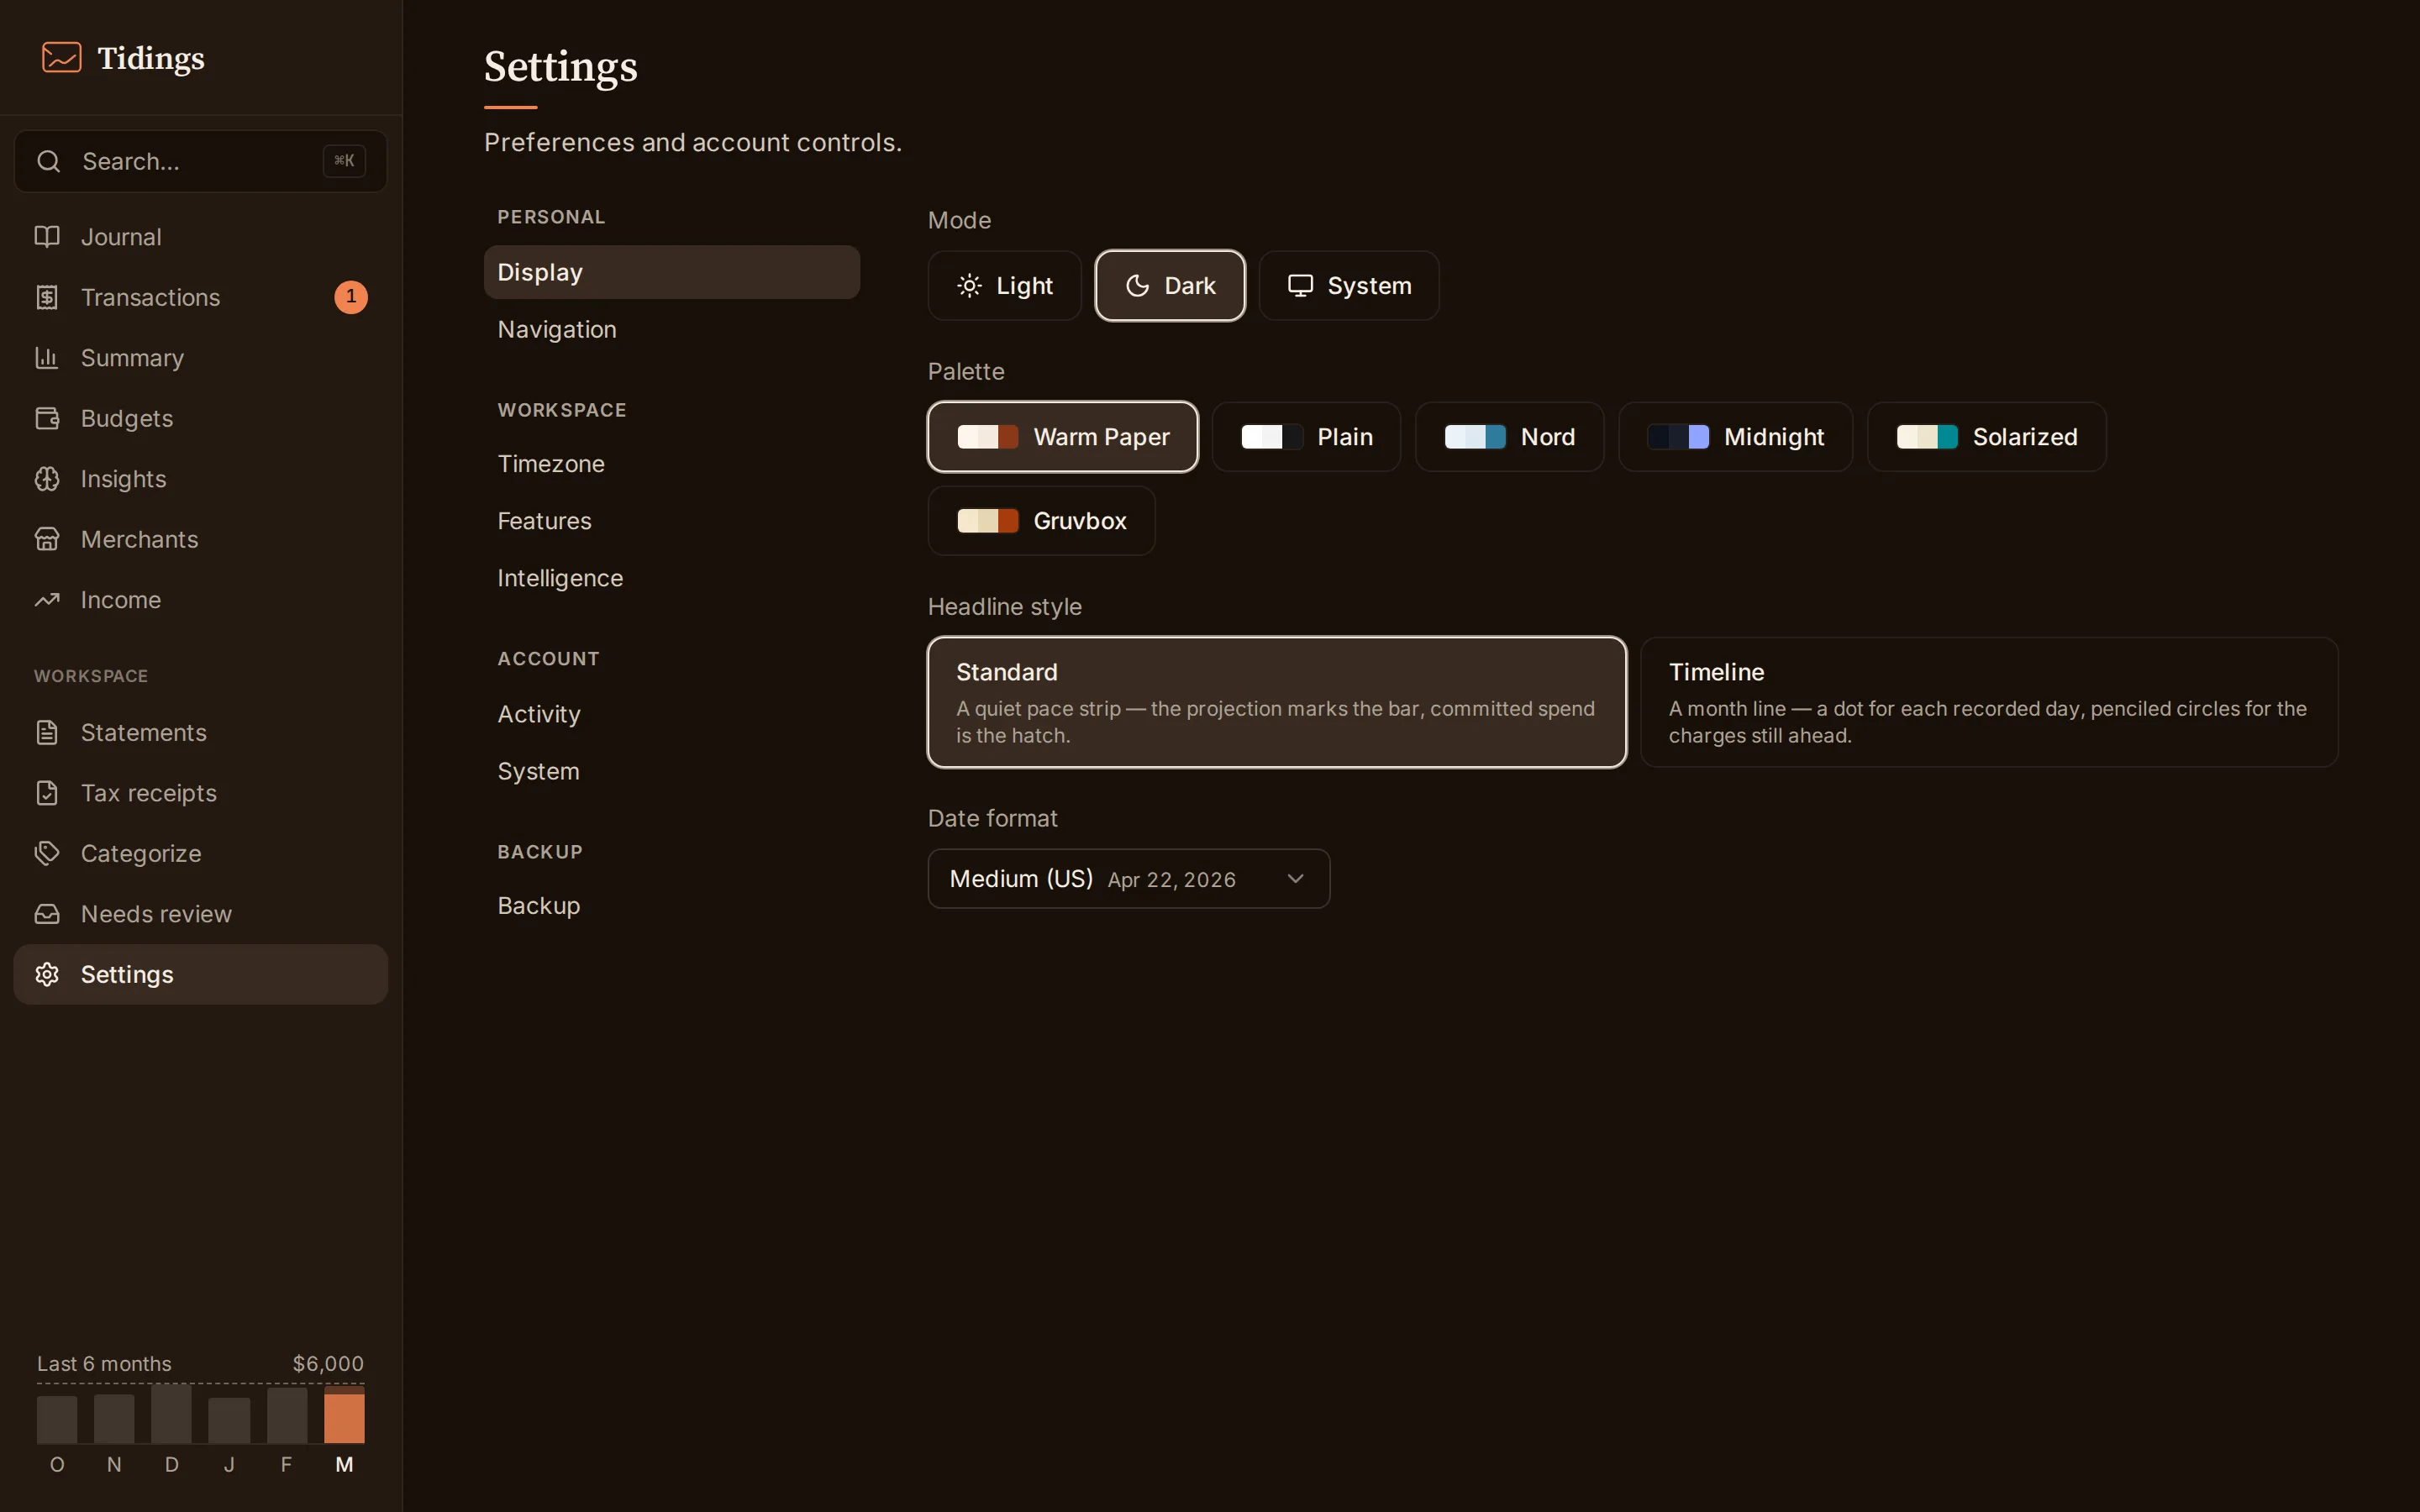 Tidings
Search...
⌘K
Journal
Transactions
1
Summary
Budgets
Insights
Merchants
Income
WORKSPACE
Statements
Tax receipts
Categorize
Needs review
Settings
Last 6 months
$6,000
O N D J F M
Settings
Preferences and account controls.
PERSONAL
Display
Navigation
WORKSPACE
Timezone
Features
Intelligence
ACCOUNT
Activity
System
BACKUP
Backup
Mode
Light
Dark
System
Palette
Warm Paper
Plain
Nord
Midnight
Solarized
Gruvbox
Headline style
Standard
A quiet pace strip — the projection marks the bar, committed spend
is the hatch.
Timeline
A month line — a dot for each recorded day, penciled circles for the
charges still ahead.
Date format
Medium (US) Apr 22, 2026